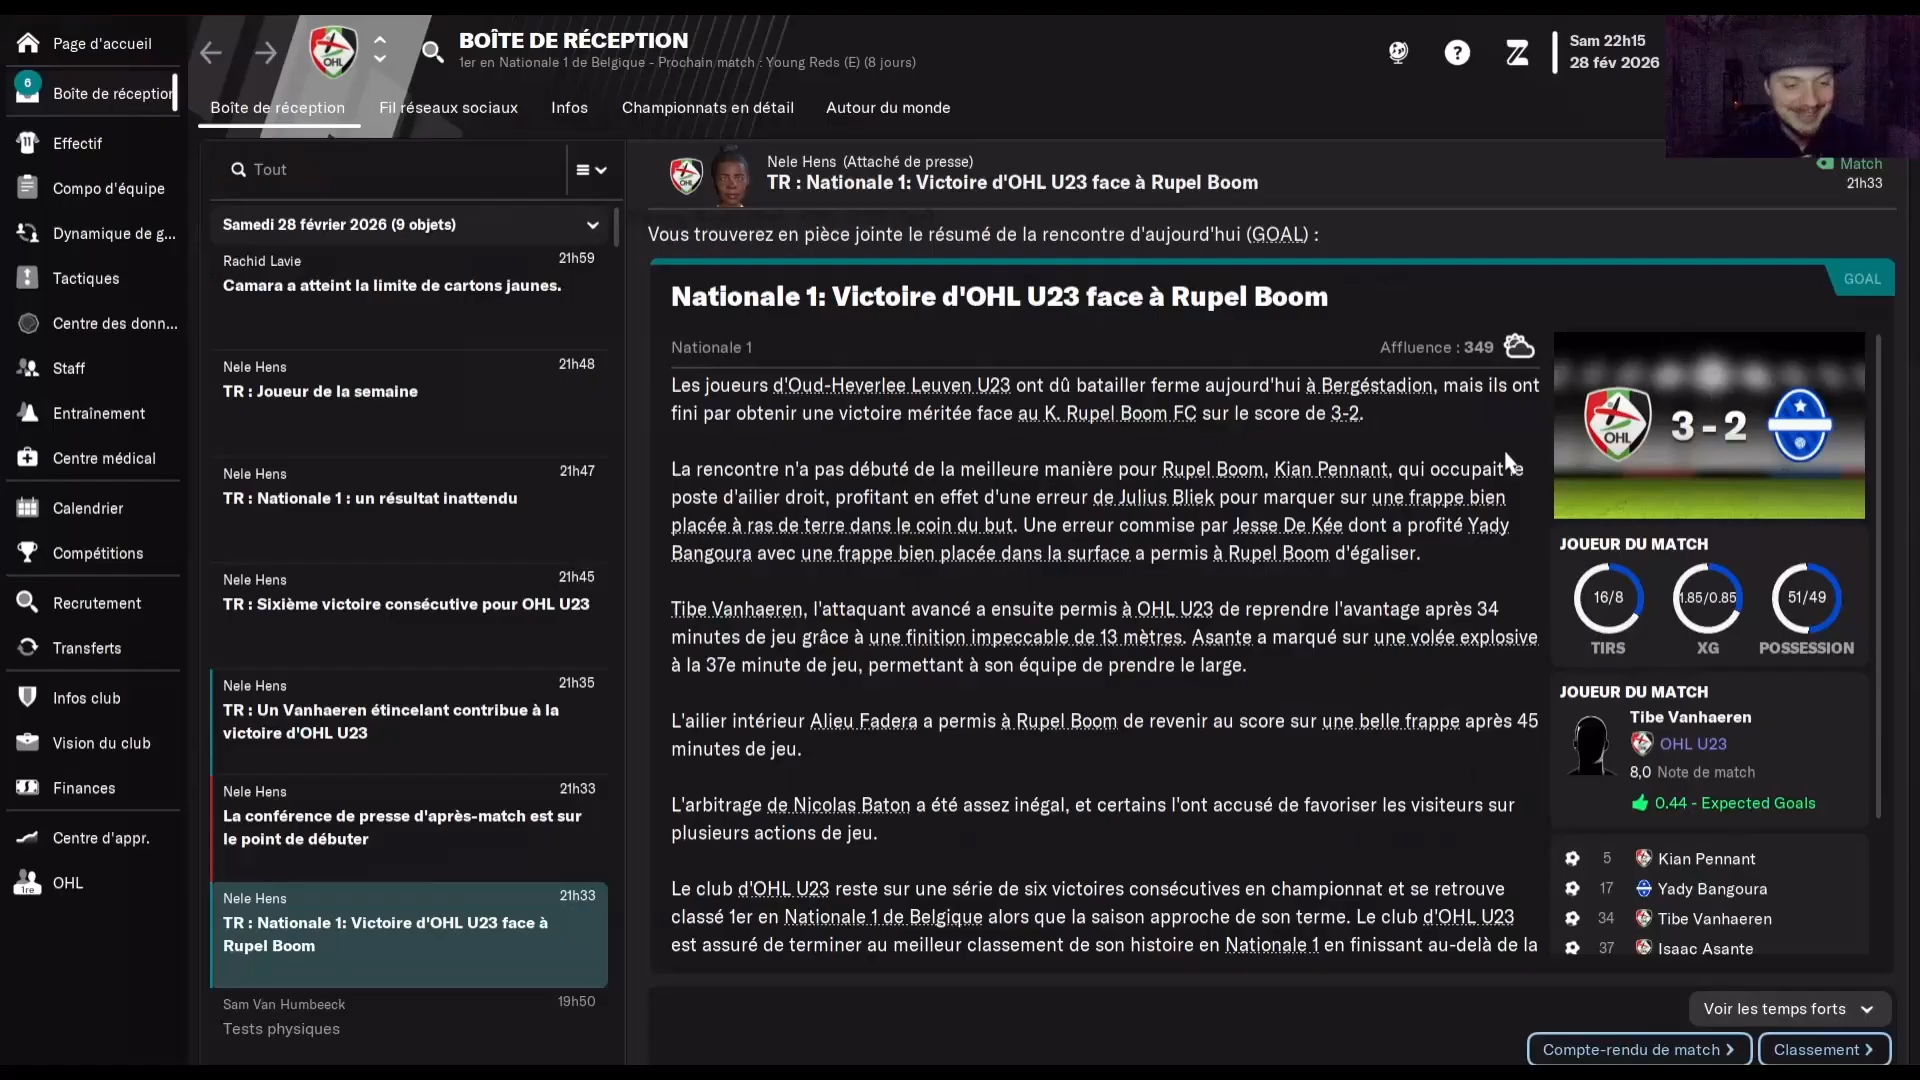 Page d'accueil
6
Boîte de réception
Effectif
Compo d'équipe
Dynamique de g...
Tactiques
Centre des donn...
Staff
Entraînement
Centre médical
Calendrier
Compétitions
Recrutement
Transferts
Infos club
Vision du club
Finances
Centre d'appr.
1re
OHL
OHL
BOÎTE DE RÉCEPTION
1er en Nationale 1 de Belgique - Prochain match : Young Reds (E) (8 jours)
Sam 22h15
28 fév 2026
Boîte de réception
Fil réseaux sociaux
Infos
Championnats en détail
Autour du monde
Tout
Samedi 28 février 2026 (9 objets)
Rachid Lavie
21h59
Camara a atteint la limite de cartons jaunes.
Nele Hens
21h48
TR : Joueur de la semaine
Nele Hens
21h47
TR : Nationale 1 : un résultat inattendu
Nele Hens
21h45
TR : Sixième victoire consécutive pour OHL U23
Nele Hens
21h35
TR : Un Vanhaeren étincelant contribue à la
victoire d'OHL U23
Nele Hens
21h33
La conférence de presse d'après-match est sur
le point de débuter
Nele Hens
21h33
TR : Nationale 1: Victoire d'OHL U23 face à
Rupel Boom
Sam Van Humbeeck
19h50
Tests physiques
Nele Hens (Attaché de presse)
TR : Nationale 1: Victoire d'OHL U23 face à Rupel Boom
Match
21h33
Vous trouverez en pièce jointe le résumé de la rencontre d'aujourd'hui (GOAL) :
GOAL
Nationale 1: Victoire d'OHL U23 face à Rupel Boom
Nationale 1
Affluence : 349
Les joueurs d'Oud-Heverlee Leuven U23 ont dû batailler ferme aujourd'hui à Bergéstadion, mais ils ont
fini par obtenir une victoire méritée face au K. Rupel Boom FC sur le score de 3-2.
La rencontre n'a pas débuté de la meilleure manière pour Rupel Boom, Kian Pennant, qui occupait le
poste d'ailier droit, profitant en effet d'une erreur de Julius Bliek pour marquer sur une frappe bien
placée à ras de terre dans le coin du but. Une erreur commise par Jesse De Kée dont a profité Yady
Bangoura avec une frappe bien placée dans la surface a permis à Rupel Boom d'égaliser.
Tibe Vanhaeren, l'attaquant avancé a ensuite permis à OHL U23 de reprendre l'avantage après 34
minutes de jeu grâce à une finition impeccable de 13 mètres. Asante a marqué sur une volée explosive
à la 37e minute de jeu, permettant à son équipe de prendre le large.
L'ailier intérieur Alieu Fadera a permis à Rupel Boom de revenir au score sur une belle frappe après 45
minutes de jeu.
L'arbitrage de Nicolas Baton a été assez inégal, et certains l'ont accusé de favoriser les visiteurs sur
plusieurs actions de jeu.
Le club d'OHL U23 reste sur une série de six victoires consécutives en championnat et se retrouve
classé 1er en Nationale 1 de Belgique alors que la saison approche de son terme. Le club d'OHL U23
est assuré de terminer au meilleur classement de son histoire en Nationale 1 en finissant au-delà de la
OHL
3 - 2
JOUEUR DU MATCH
16/8
1.85/0.85
51/49
TIRS
XG
POSSESSION
JOUEUR DU MATCH
Tibe Vanhaeren
OHL U23
8,0 Note de match
0.44 - Expected Goals
5
Kian Pennant
17
Yady Bangoura
34
Tibe Vanhaeren
37
Isaac Asante
Voir les temps forts
Compte-rendu de match
Classement